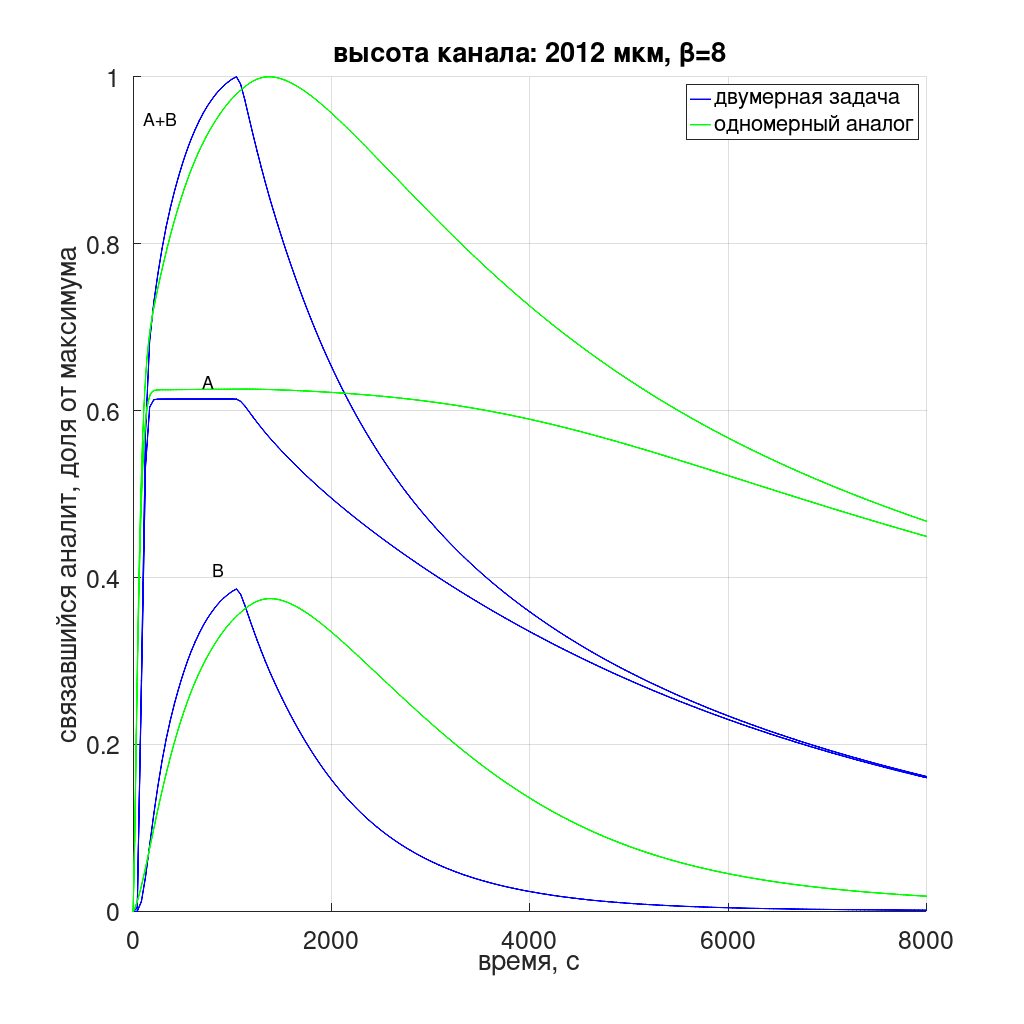 высота канала: 2012 мкм, β=8
двумерная задача
одномерный аналог
A+B
A
B
связавшийся аналит, доля от максимума
1
0.8
0.6
0.4
0.2
0
0 2000 4000 6000 8000
время, с